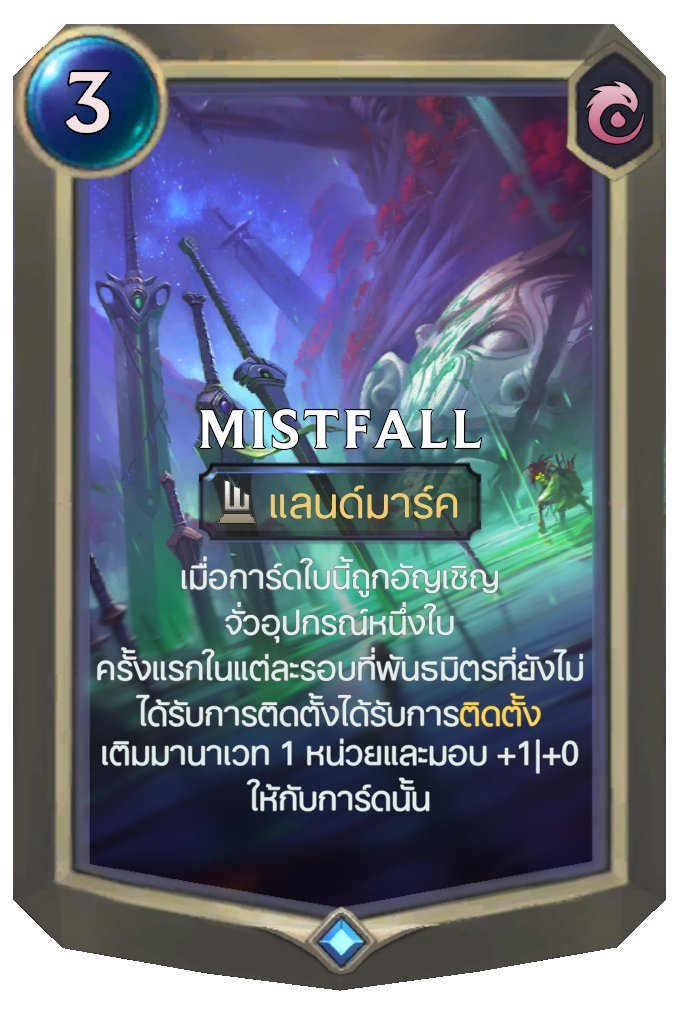 3
MISTFALL
แลนด์มาร์ค
เมื่อการ์ดใบนี้ถูกอัญเชิญ
จั่วอุปกรณ์หนึ่งใบ
ครั้งแรกในแต่ละรอบที่พันธมิตรที่ยังไม่
ได้รับการติดตั้งได้รับการติดตั้ง
เติมมานาเวท 1 หน่วยและมอบ +1|+0
ให้กับการ์ดนั้น